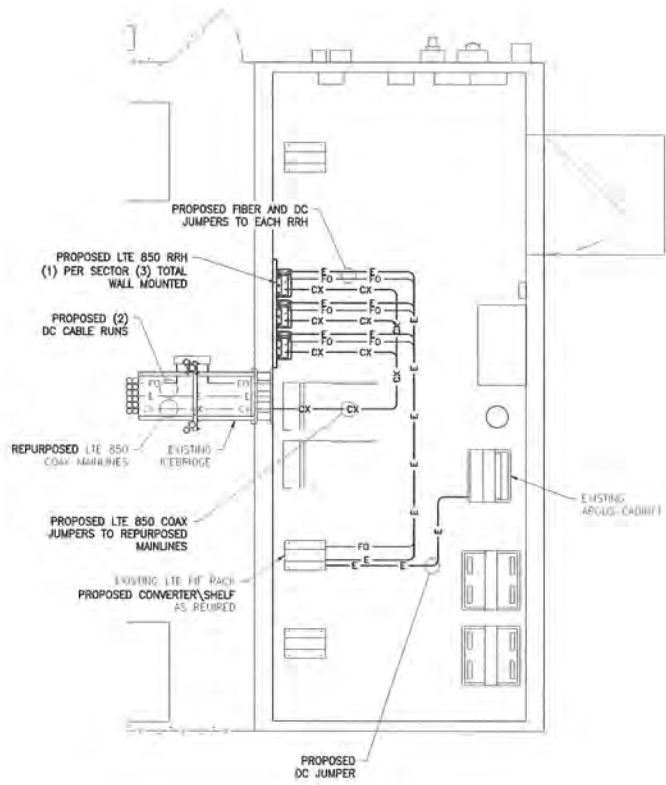 PROPOSED FIBER AND DC
JUMPERS TO EACH RRH
PROPOSED LTE 850 RRH
(1) PER SECTOR (3) TOTAL
WALL MOUNTED
PROPOSED (2)
DC CABLE RUNS
E
E
FO
FO
CX
CX
E
E
FO
FO
CX
CX
E
E
FO
FO
CX
CX
CX
CX
E
E
E
E
FO
E
E
CX
CX
CX
REPURPOSED LTE 850
COAX MAINLINES
EXISTING
ICEBRIDGE
PROPOSED LTE 850 COAX
JUMPERS TO REPURPOSED
MAINLINES
EXISTING
ARGUS CABINET
E
FO
E
E
E
EXISTING LTE RF RACK
PROPOSED CONVERTER\SHELF
AS REUIRED
PROPOSED
DC JUMPER